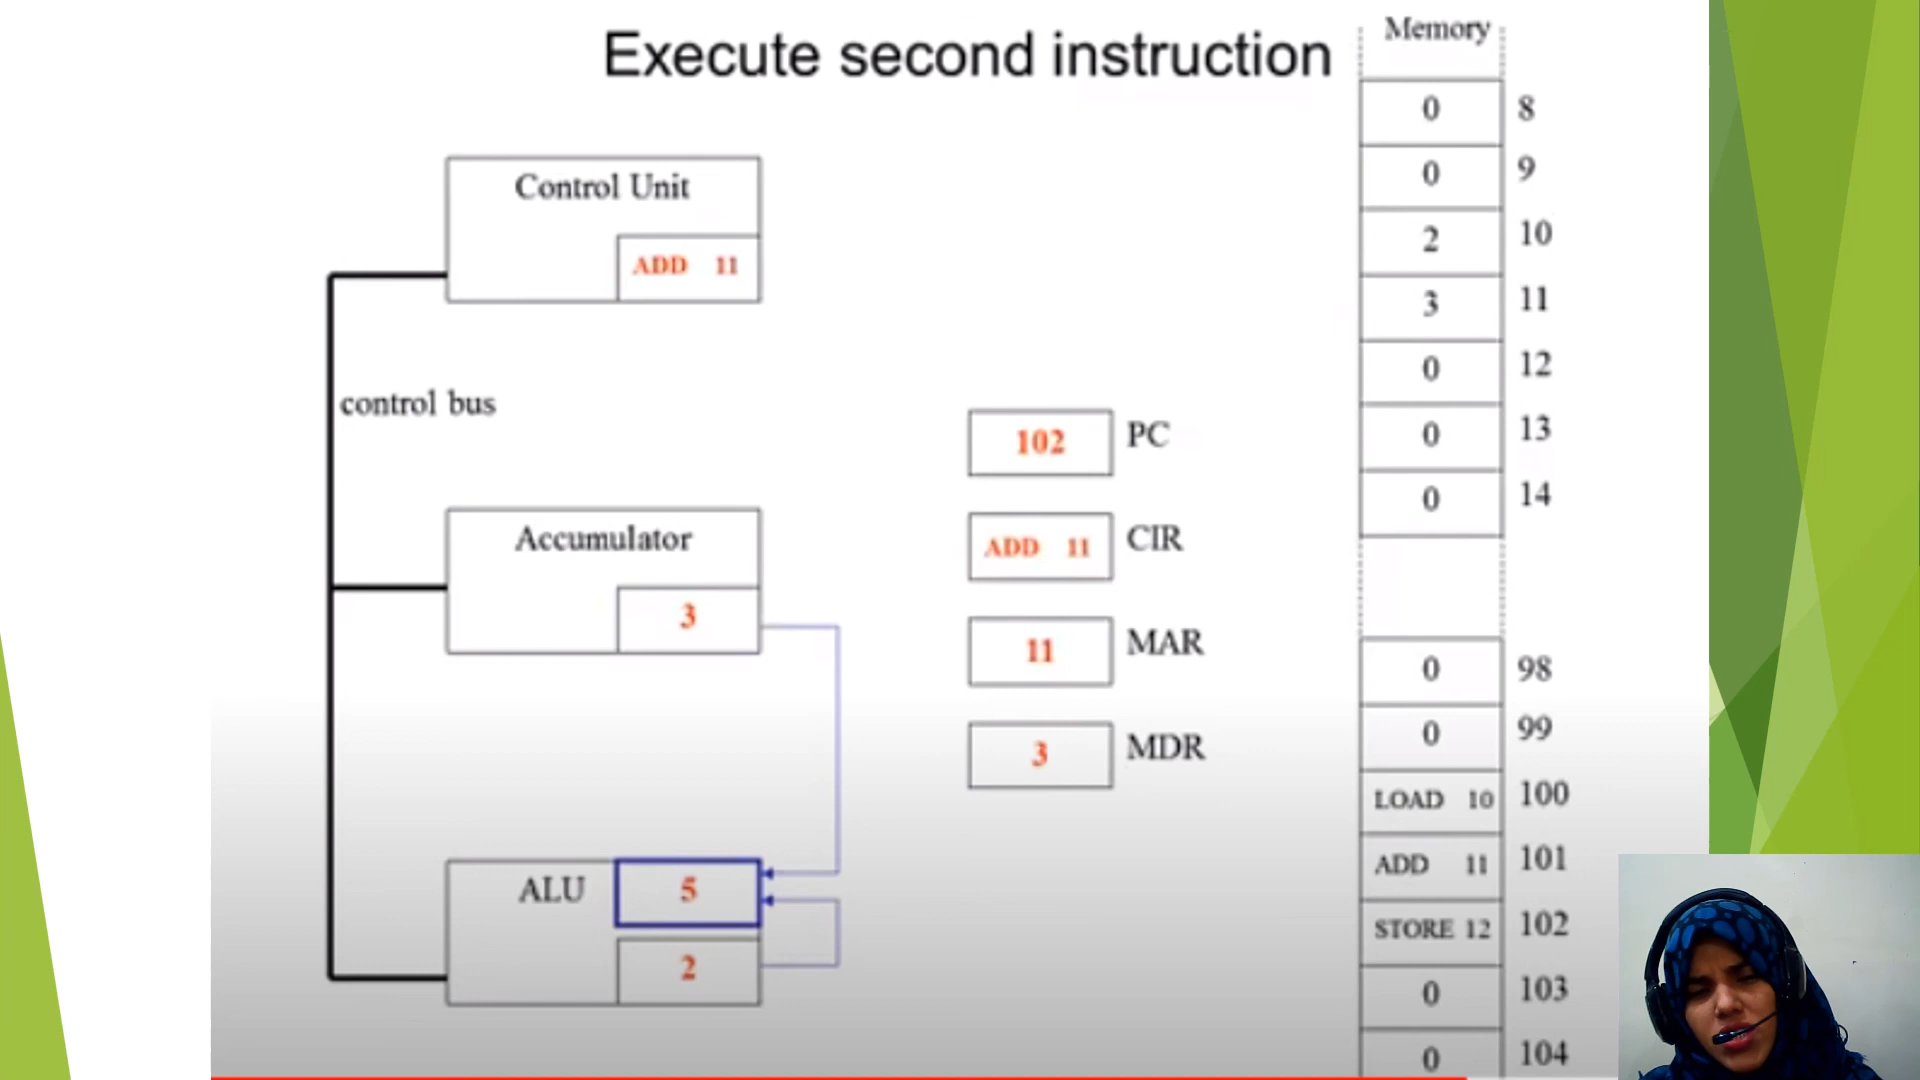 Execute second instruction
Control Unit
ADD 11
control bus
Accumulator
3
ALU
5
2
102 PC
ADD 11 CIR
11 MAR
3 MDR
Memory
0 8
0 9
2 10
3 11
0 12
0 13
0 14
0 98
0 99
LOAD 10 100
ADD 11 101
STORE 12 102
0 103
0 104